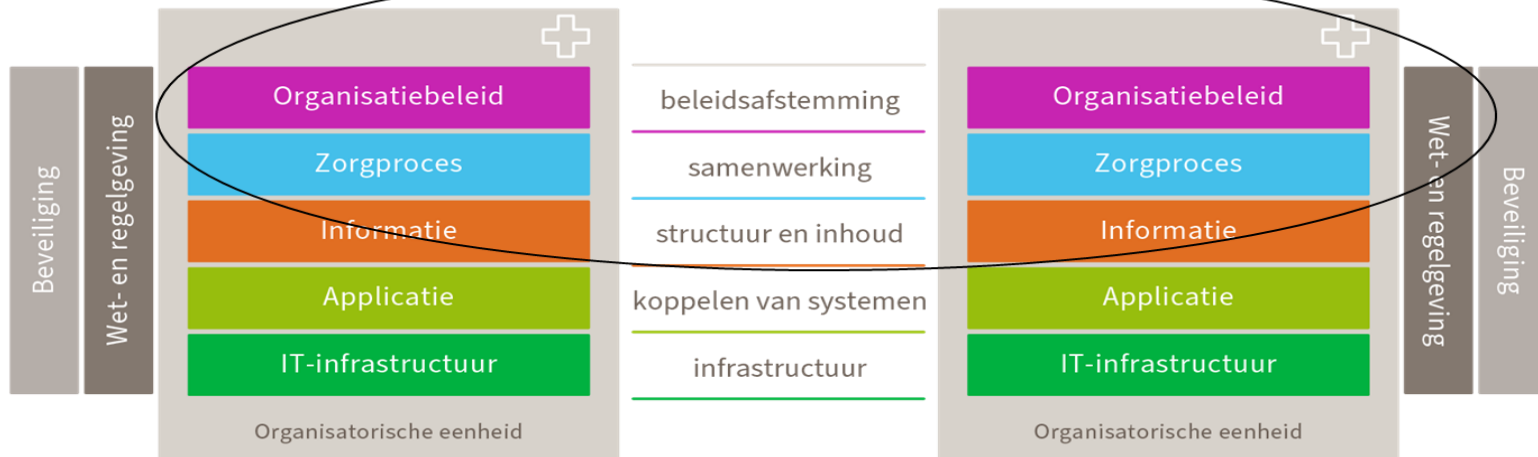 Beveiliging
Wet- en regelgeving
Organisatiebeleid
Zorgproces
Informatie
Applicatie
IT-infrastructuur
Organisatorische eenheid
beleidsafstemming
samenwerking
structuur en inhoud
koppelen van systemen
infrastructuur
Organisatiebeleid
Zorgproces
Informatie
Applicatie
IT-infrastructuur
Organisatorische eenheid
Wet- en regelgeving
Beveiliging